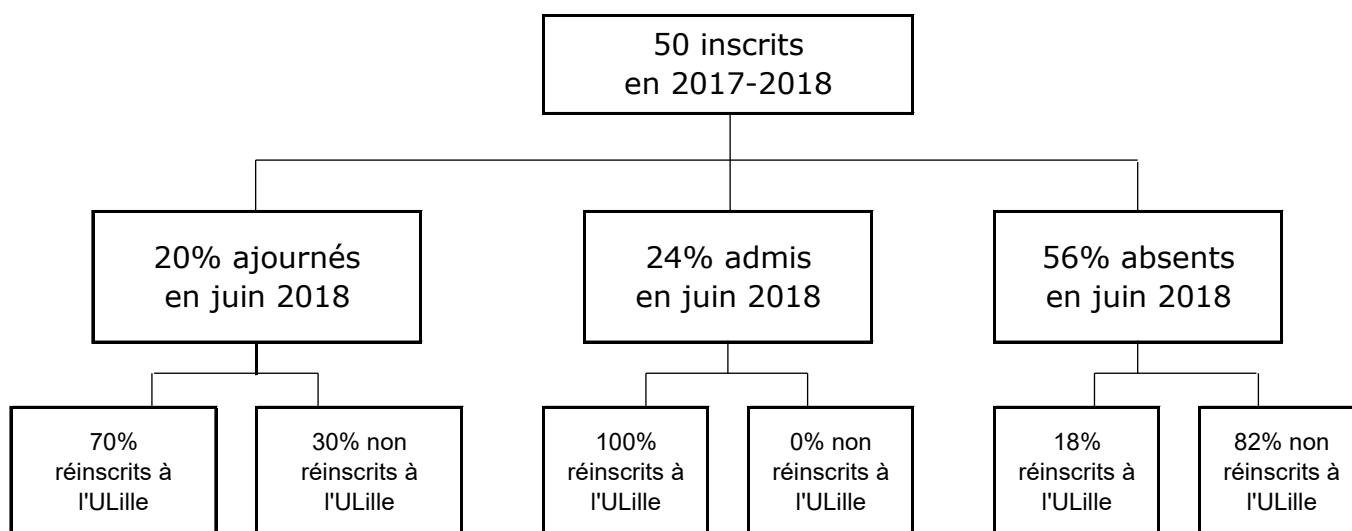 50 inscrits
en 2017-2018
20% ajournés
en juin 2018
24% admis
en juin 2018
56% absents
en juin 2018
70%
réinscrits à
l'ULille
30% non
réinscrits à
l'ULille
100%
réinscrits à
l'ULille
0% non
réinscrits à
l'ULille
18%
réinscrits à
l'ULille
82% non
réinscrits à
l'ULille